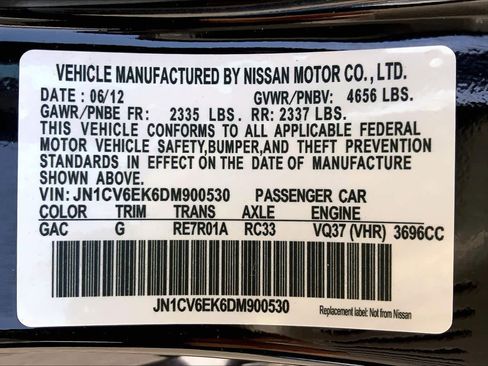 VEHICLE MANUFACTURED BY NISSAN MOTOR CO., LTD.
DATE : 06/12 GVWR/PNBV: 4656 LBS.
GAWR/PNBE FR: 2335 LBS. RR: 2337 LBS.
THIS VEHICLE CONFORMS TO ALL APPLICABLE FEDERAL
MOTOR VEHICLE SAFETY,BUMPER,AND THEFT PREVENTION
STANDARDS IN EFFECT ON THE DATE OF MANUFACTURE
SHOWN ABOVE.
VIN: JN1CV6EK6DM900530 PASSENGER CAR
COLOR TRIM TRANS AXLE ENGINE
GAC G RE7R01A RC33 VQ37 (VHR) 3696CC
JN1CV6EK6DM900530
Replacement label: Not from Nissan